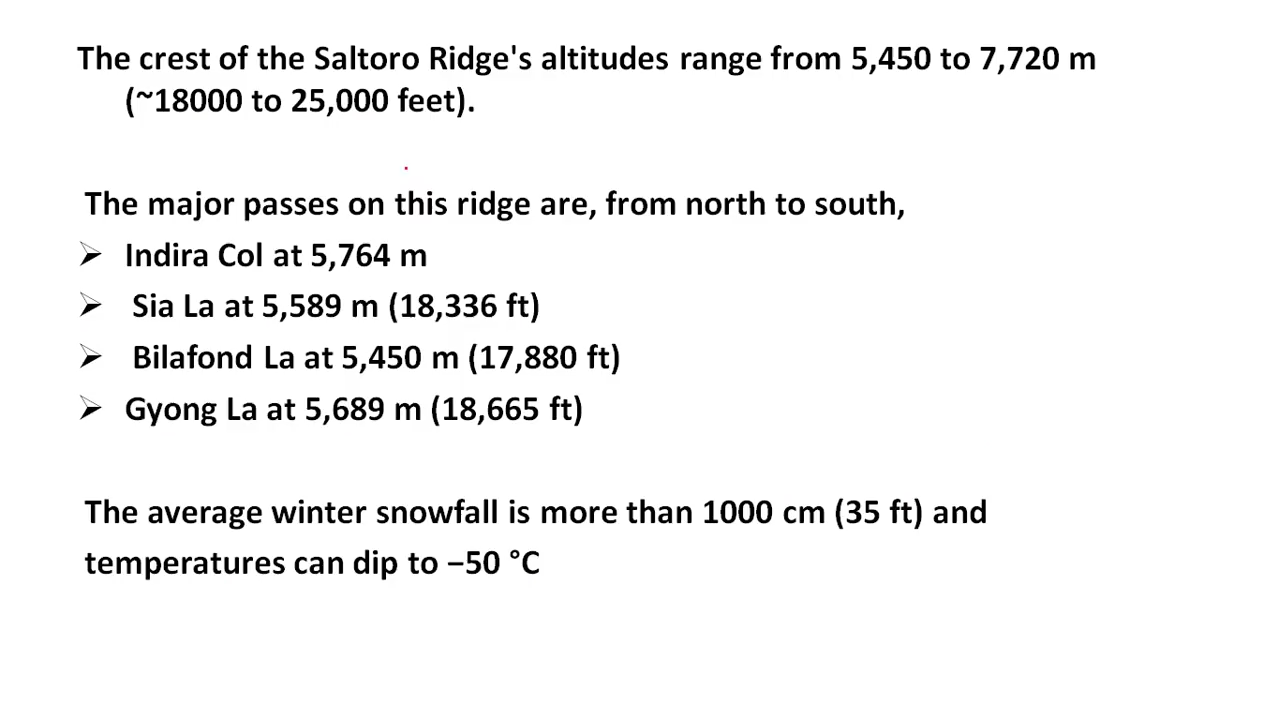 The crest of the Saltoro Ridge's altitudes range from 5,450 to 7,720 m
(~18000 to 25,000 feet).
The major passes on this ridge are, from north to south,
➢ Indira Col at 5,764 m
➢ Sia La at 5,589 m (18,336 ft)
➢ Bilafond La at 5,450 m (17,880 ft)
➢ Gyong La at 5,689 m (18,665 ft)
The average winter snowfall is more than 1000 cm (35 ft) and
temperatures can dip to −50 °C